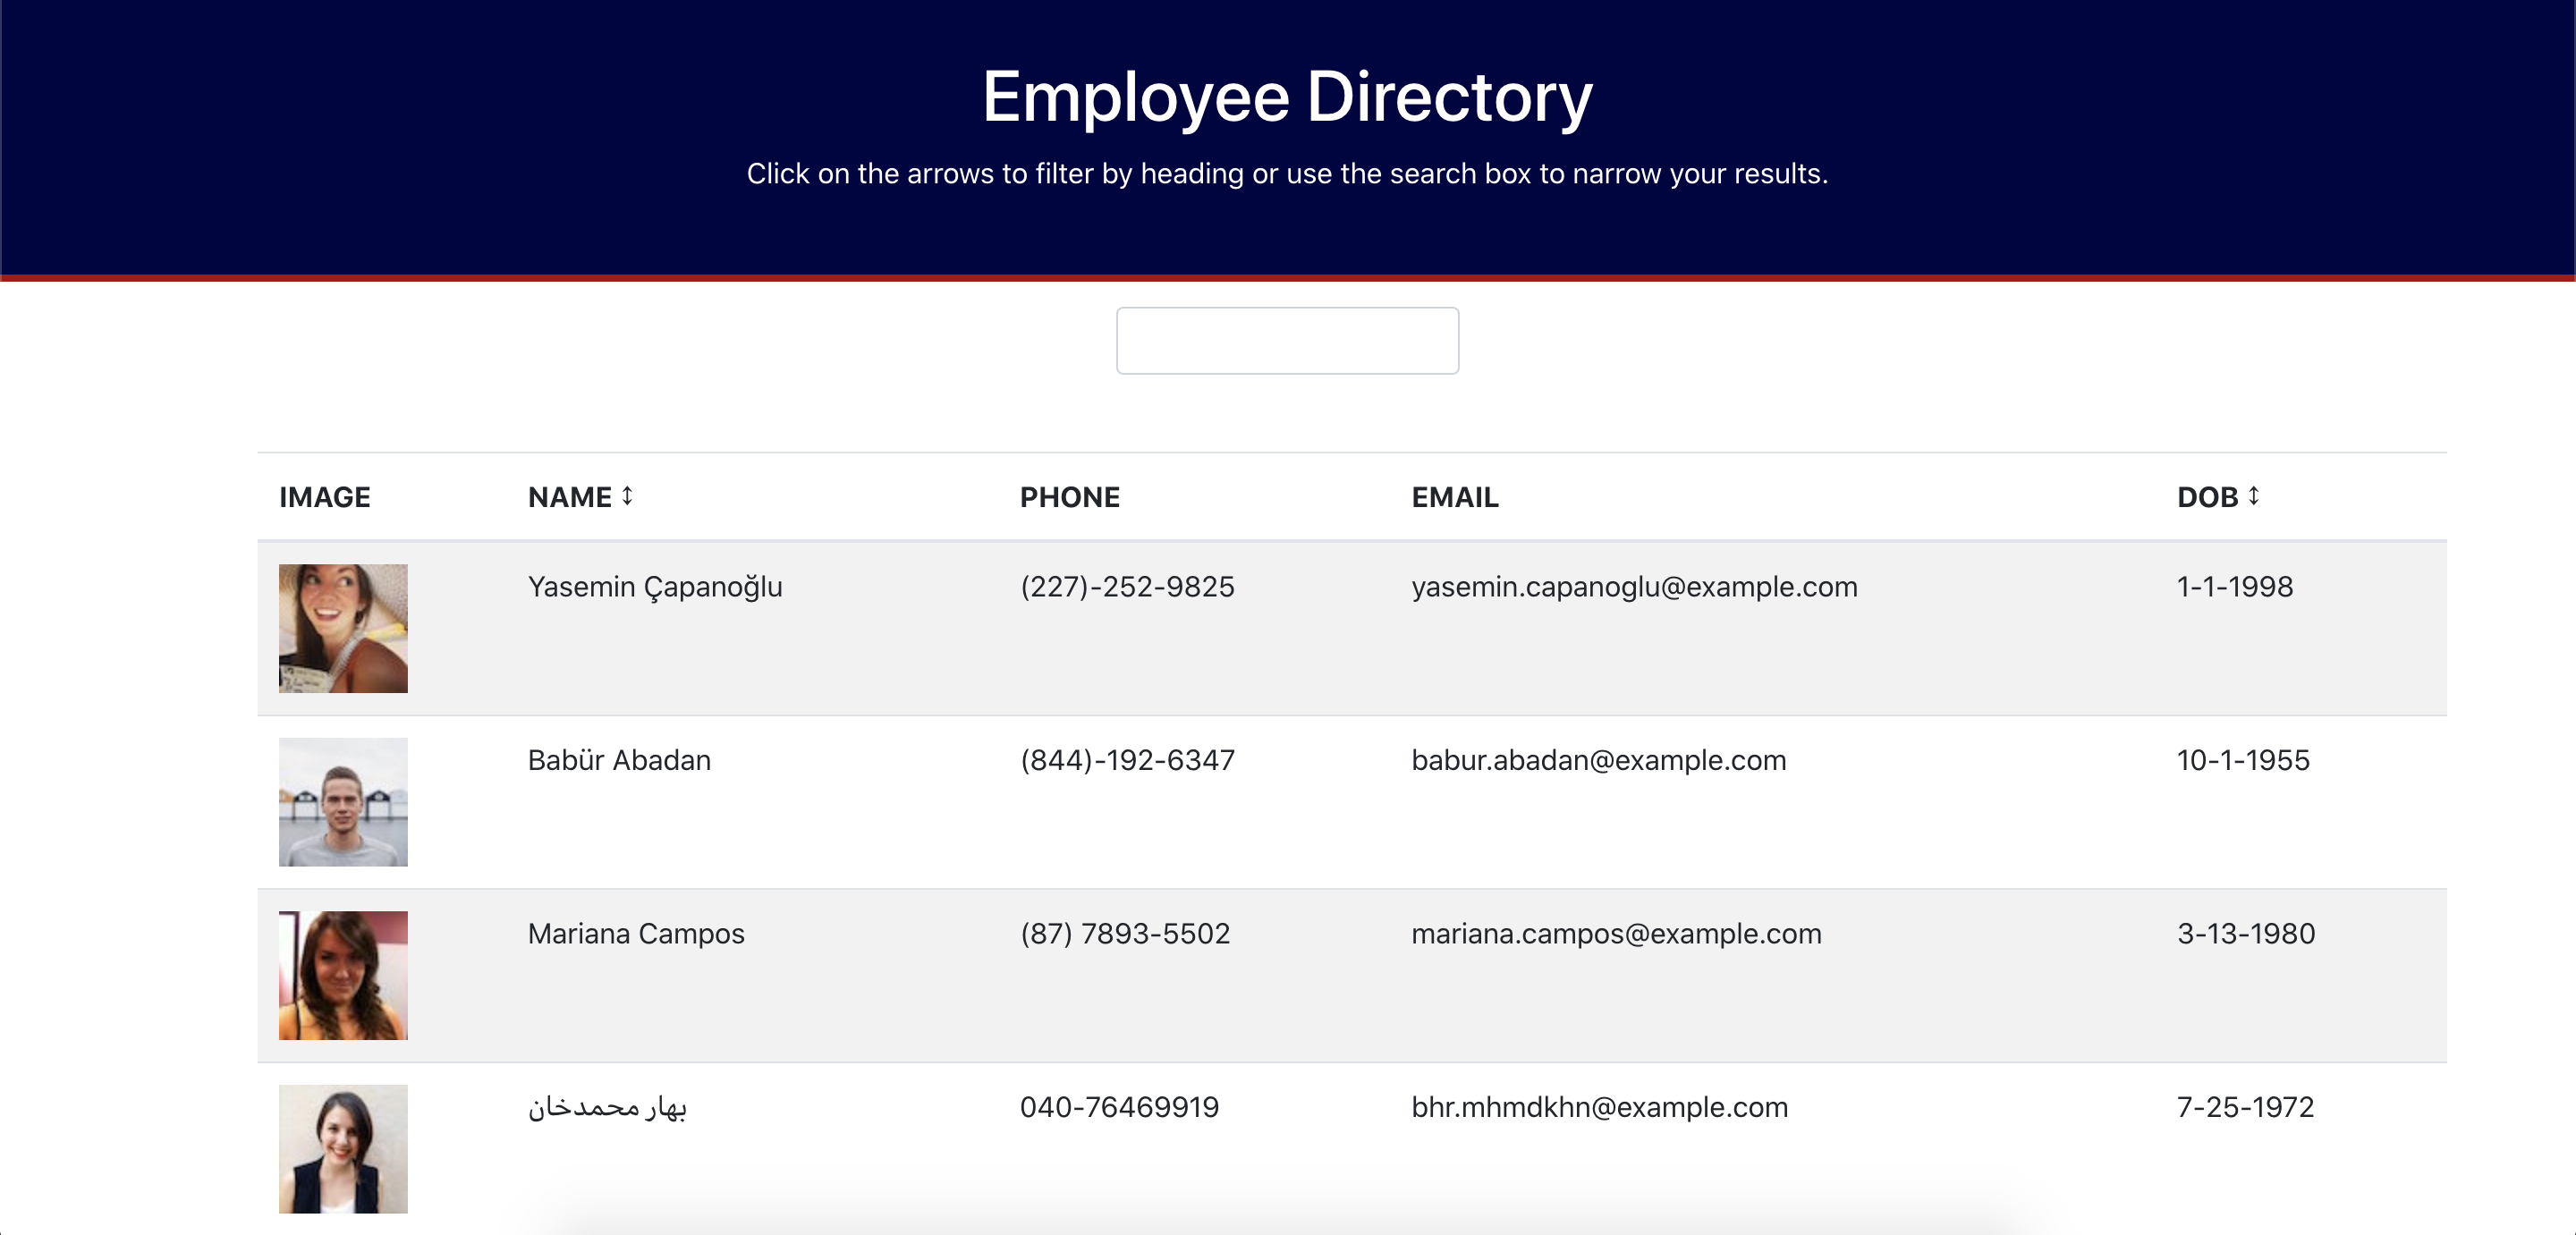 Employee Directory
Click on the arrows to filter by heading or use the search box to narrow your results.
IMAGE NAME ↕ PHONE EMAIL DOB ↕
Yasemin Çapanoğlu (227)-252-9825 yasemin.capanoglu@example.com 1-1-1998
Babür Abadan (844)-192-6347 babur.abadan@example.com 10-1-1955
Mariana Campos (87) 7893-5502 mariana.campos@example.com 3-13-1980
بهار محمدخان 040-76469919 bhr.mhmdkhn@example.com 7-25-1972